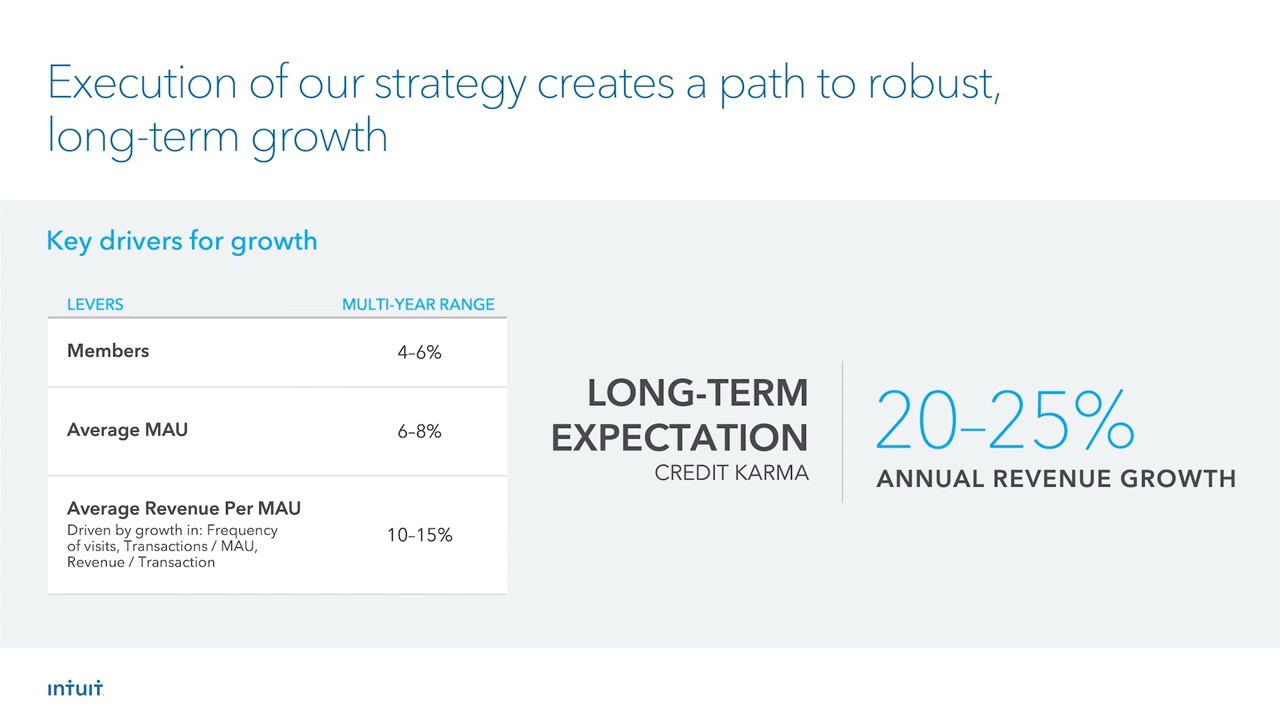 Execution of our strategy creates a path to robust,
long-term growth
Key drivers for growth
LEVERS MULTI-YEAR RANGE
Members 4–6%
Average MAU 6–8%
Average Revenue Per MAU
Driven by growth in: Frequency
of visits, Transactions / MAU,
Revenue / Transaction
10–15%
LONG-TERM
EXPECTATION
CREDIT KARMA
20–25%
ANNUAL REVENUE GROWTH
intuit